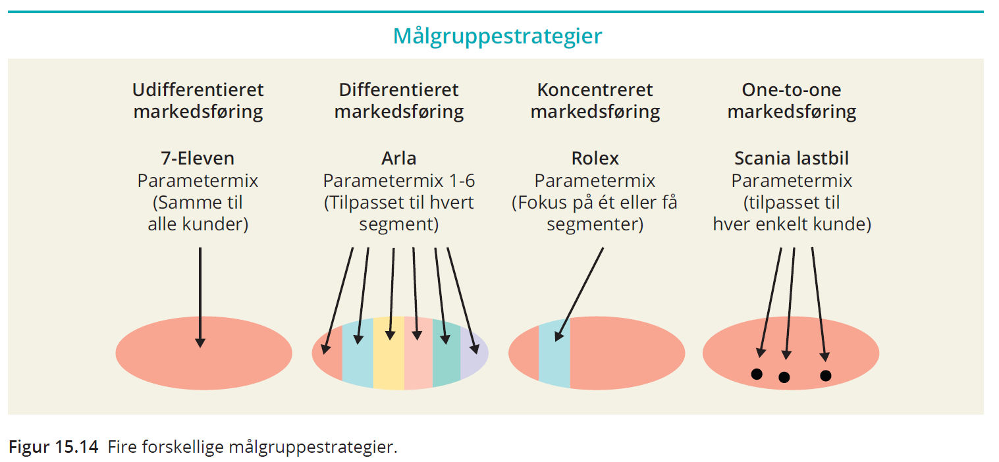 Målgruppestrategier
Udifferentieret
markedsføring
7-Eleven
Parametermix
(Samme til
alle kunder)
Differentieret
markedsføring
Arla
Parametermix 1-6
(Tilpasset til hvert
segment)
Koncentreret
markedsføring
Rolex
Parametermix
(Fokus på ét eller få
segmenter)
One-to-one
markedsføring
Scania lastbil
Parametermix
(tilpasset til
hver enkelt kunde)
Figur 15.14 Fire forskellige målgruppestrategier.